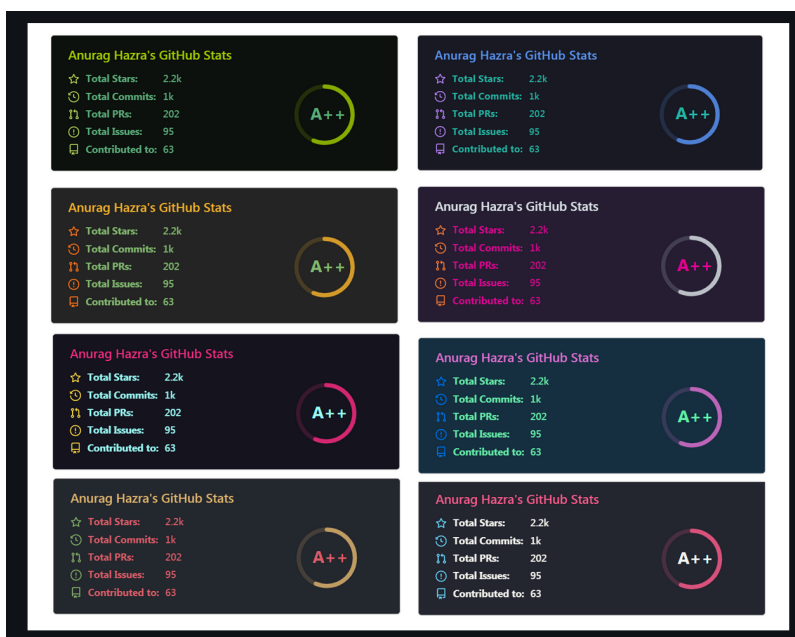 Anurag Hazra's GitHub Stats
Total Stars: 2.2k
Total Commits: 1k
Total PRs: 202
Total Issues: 95
Contributed to: 63
A++
Anurag Hazra's GitHub Stats
Total Stars: 2.2k
Total Commits: 1k
Total PRs: 202
Total Issues: 95
Contributed to: 63
A++
Anurag Hazra's GitHub Stats
Total Stars: 2.2k
Total Commits: 1k
Total PRs: 202
Total Issues: 95
Contributed to: 63
A++
Anurag Hazra's GitHub Stats
Total Stars: 2.2k
Total Commits: 1k
Total PRs: 202
Total Issues: 95
Contributed to: 63
A++
Anurag Hazra's GitHub Stats
Total Stars: 2.2k
Total Commits: 1k
Total PRs: 202
Total Issues: 95
Contributed to: 63
A++
Anurag Hazra's GitHub Stats
Total Stars: 2.2k
Total Commits: 1k
Total PRs: 202
Total Issues: 95
Contributed to: 63
A++
Anurag Hazra's GitHub Stats
Total Stars: 2.2k
Total Commits: 1k
Total PRs: 202
Total Issues: 95
Contributed to: 63
A++
Anurag Hazra's GitHub Stats
Total Stars: 2.2k
Total Commits: 1k
Total PRs: 202
Total Issues: 95
Contributed to: 63
A++